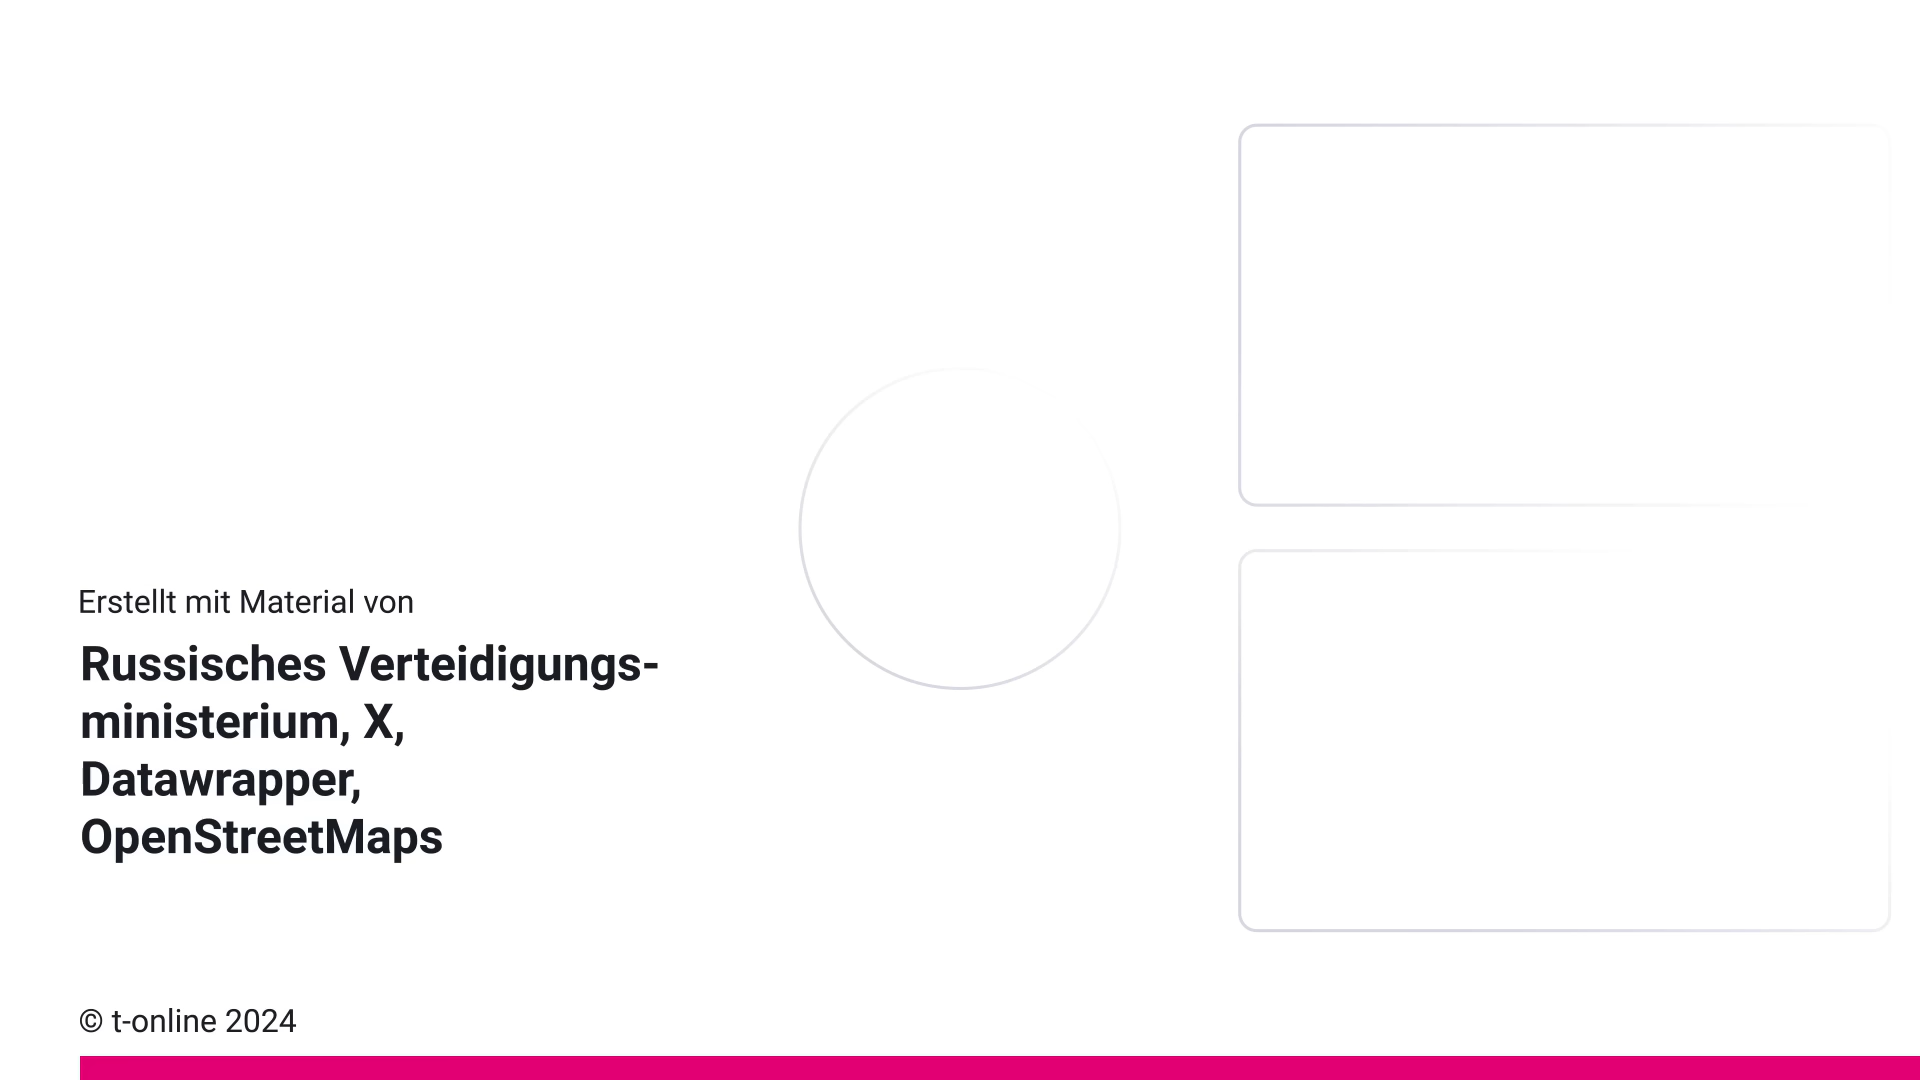 Erstellt mit Material von
Russisches Verteidigungs-
ministerium, X,
Datawrapper,
OpenStreetMaps
© t-online 2024